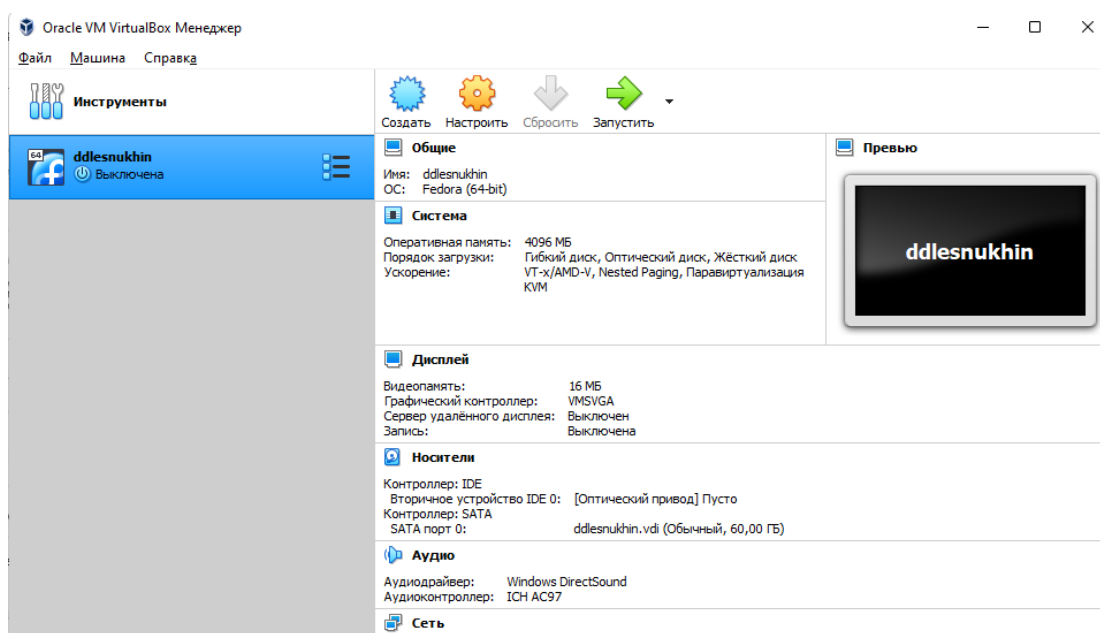 Oracle VM VirtualBox Менеджер
Файл Машина Справка
Инструменты
Создать Настроить Сбросить Запустить
64
ddlesnukhin
Выключена
Общие
Имя: ddlesnukhin
ОС: Fedora (64-bit)
Превью
ddlesnukhin
Система
Оперативная память: 4096 МБ
Порядок загрузки: Гибкий диск, Оптический диск, Жёсткий диск
Ускорение: VT-x/AMD-V, Nested Paging, Паравиртуализация
KVM
Дисплей
Видеопамять: 16 МБ
Графический контроллер: VMSVGA
Сервер удалённого дисплея: Выключен
Запись: Выключена
Носители
Контроллер: IDE
Вторичное устройство IDE 0: [Оптический привод] Пусто
Контроллер: SATA
SATA порт 0: ddlesnukhin.vdi (Обычный, 60,00 ГБ)
Аудио
Аудиодрайвер: Windows DirectSound
Аудиоконтроллер: ICH AC97
Сеть